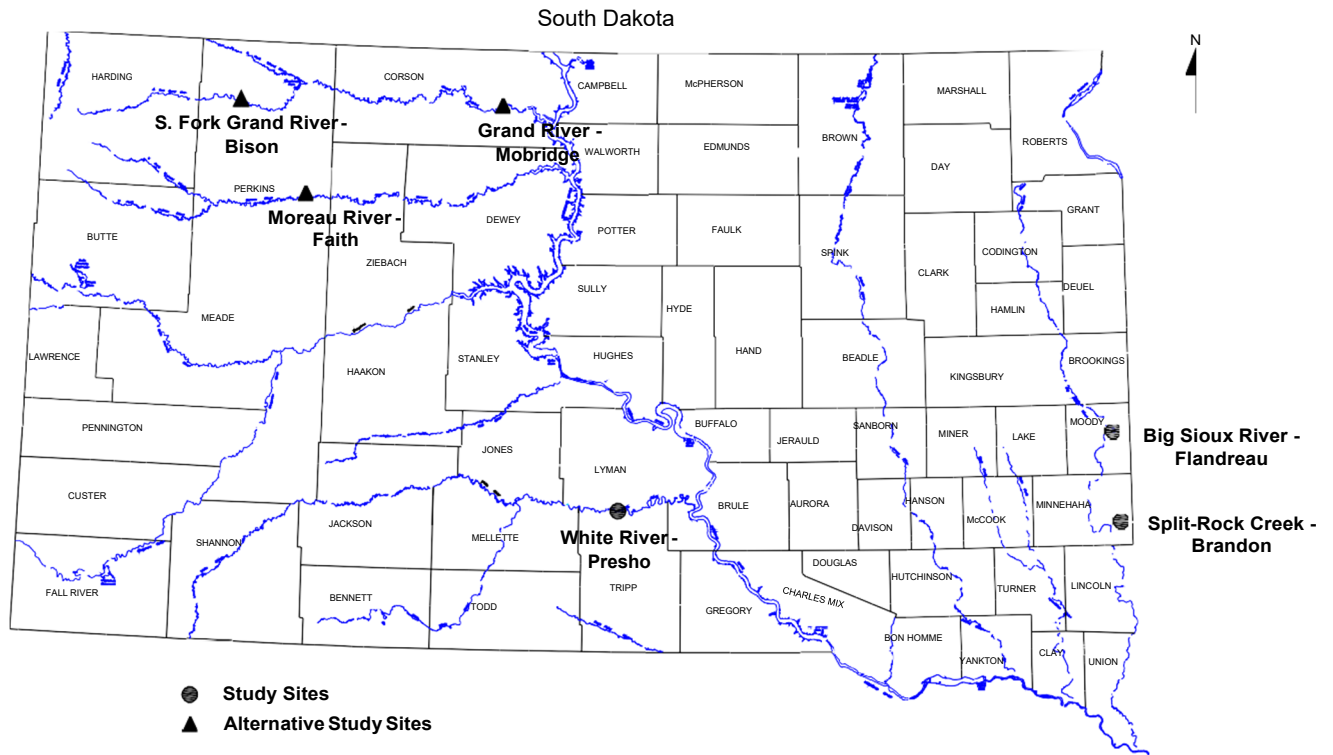 South Dakota
N
HARDING
CORSON
CAMPBELL
McPHERSON
MARSHALL
S. Fork Grand River -
Bison
Grand River -
Mobridge
WALWORTH
EDMUNDS
BROWN
DAY
ROBERTS
PERKINS
Moreau River -
Faith
DEWEY
ZIEBACH
BUTTE
POTTER
FAULK
SPINK
CLARK
CODINGTON
GRANT
DEUEL
HAMLIN
MEADE
SULLY
HYDE
HAND
LAWRENCE
HAAKON
STANLEY
HUGHES
BEADLE
KINGSBURY
BROOKINGS
PENNINGTON
JONES
LYMAN
BUFFALO
JERAULD
SANBORN
MINER
LAKE
MOODY
Big Sioux River -
Flandreau
CUSTER
SHANNON
JACKSON
MELLETTE
White River -
Presho
BRULE
AURORA
DAVISON
HANSON
McCOOK
MINNEHAHA
Split-Rock Creek -
Brandon
FALL RIVER
BENNETT
TODD
TRIPP
GREGORY
CHARLES MIX
DOUGLAS
HUTCHINSON
TURNER
LINCOLN
BON HOMME
YANKTON
CLAY
UNION
Study Sites
Alternative Study Sites